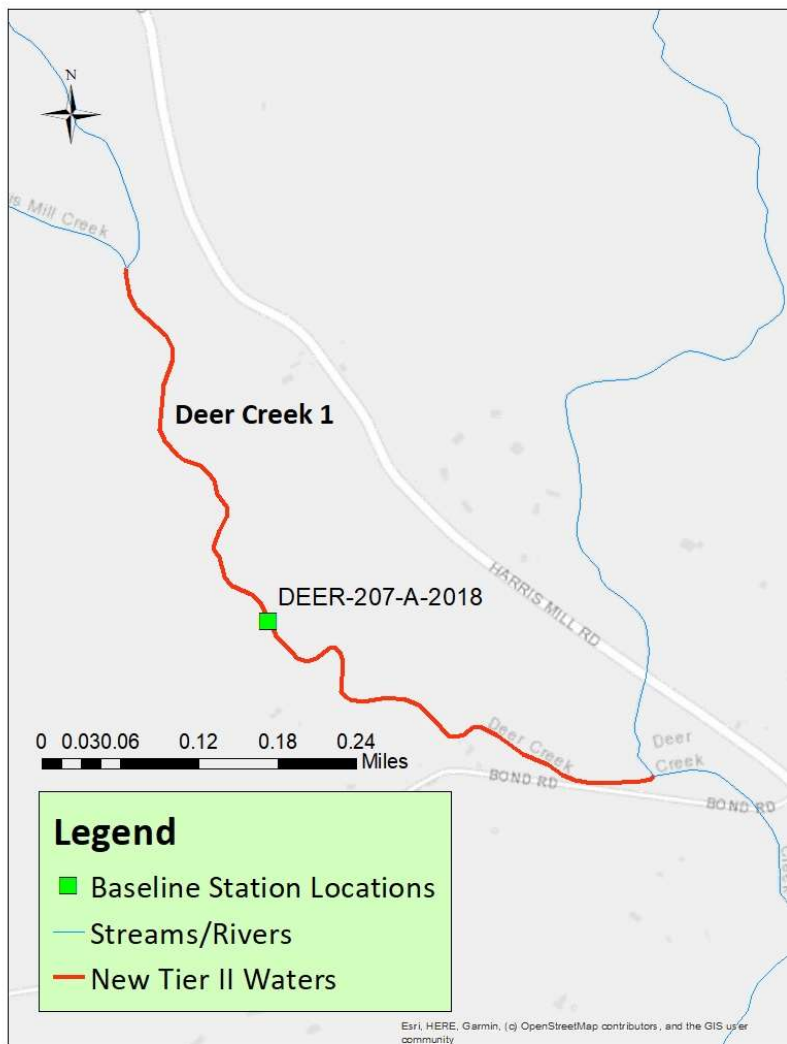 N
Mill Creek
Deer Creek 1
DEER-207-A-2018
HARRIS MILL RD
0 0.030.06 0.12 0.18 0.24
Miles
Deer Creek
Deer
Creek
BOND RD
BOND RD
Creek
Legend
Baseline Station Locations
Streams/Rivers
New Tier II Waters
Esri, HERE, Garmin, (c) OpenStreetMap contributors, and the GIS user
community